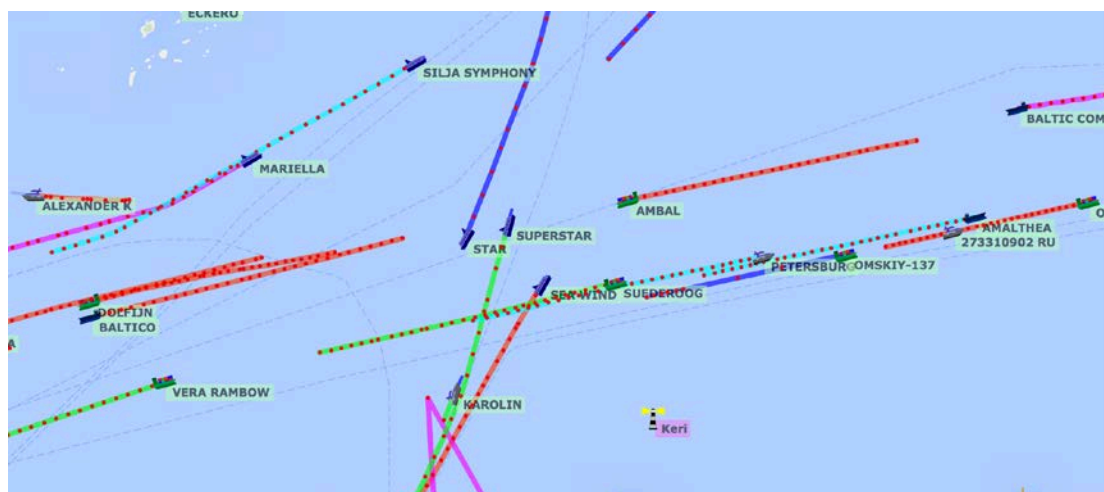 ECKERÖ
SILJA SYMPHONY
BALTIC COM
MARIELLA
ALEXANDER K
AMBAL
O
SUPERSTAR
STAR
AMALTHEA
273310902 RU
PETERSBURG
OMSKIY-137
SEA WIND
SUEDEROOG
DOLFIJN
BALTICO
A
VERA RAMBOW
KAROLIN
Keri